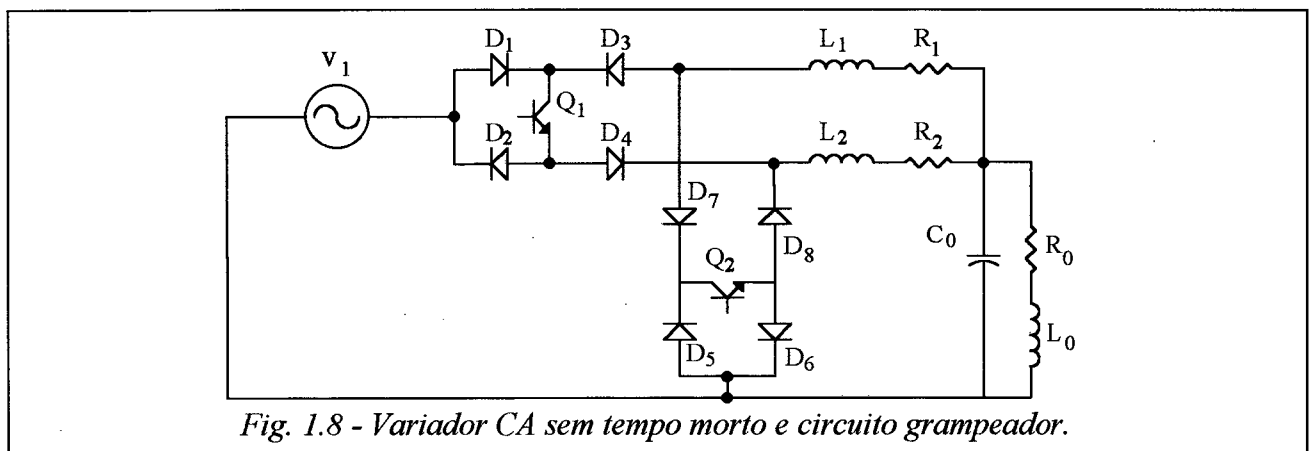 D1 D3 L1 R1
v1
Q1
D2 D4 L2 R2
D7
D8
C0 R0
Q2
D5 D6 L0
Fig. 1.8 - Variador CA sem tempo morto e circuito grampeador.